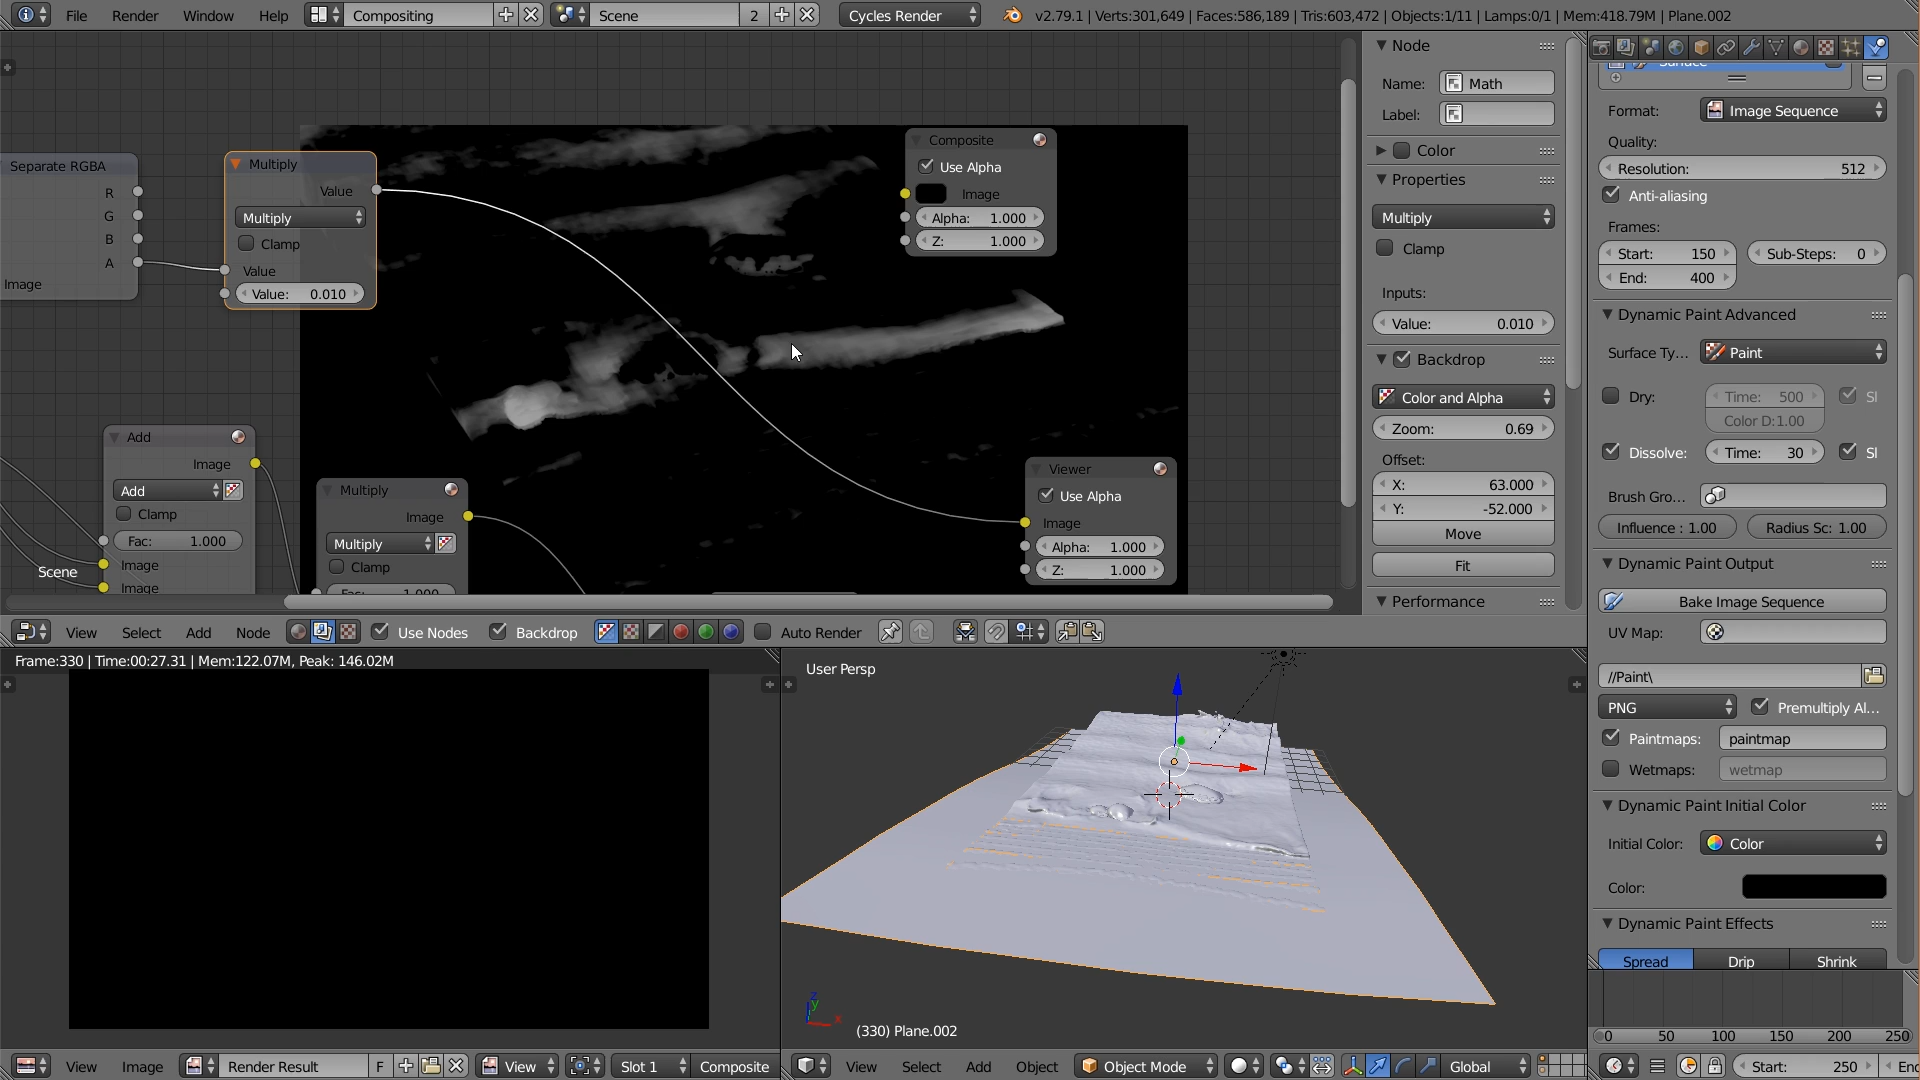 File Render Window Help Compositing Scene 2 Cycles Render v2.79.1 | Verts:301,649 | Faces:586,189 | Tris:603,472 | Objects:1/11 | Lamps:0/1 | Mem:418.79M | Plane.002
Separate RGBA
R
G
B
A
Image
Multiply
Value
Multiply
Clamp
Value
Value: 0.010
Composite
Use Alpha
Image
Alpha: 1.000
Z: 1.000
Add
Image
Add
Clamp
Fac: 1.000
Image
Image
Scene
Multiply
Image
Multiply
Clamp
Fac: 1.000
Viewer
Use Alpha
Image
Alpha: 1.000
Z: 1.000
Node
Name: Math
Label:
Color
Properties
Multiply
Clamp
Inputs:
Value: 0.010
Backdrop
Color and Alpha
Zoom: 0.69
Offset:
X: 63.000
Y: -52.000
Move
Fit
Performance
Surface
Format: Image Sequence
Quality:
Resolution: 512
Anti-aliasing
Frames:
Start: 150 Sub-Steps: 0
End: 400
Dynamic Paint Advanced
Surface Ty... Paint
Dry: Time: 500 Sl
Color D:1.00
Dissolve: Time: 30 Sl
Brush Gro...
Influence : 1.00 Radius Sc: 1.00
Dynamic Paint Output
Bake Image Sequence
UV Map:
//Paint\
PNG Premultiply Al...
Paintmaps: paintmap
Wetmaps: wetmap
Dynamic Paint Initial Color
Initial Color: Color
Color:
Dynamic Paint Effects
Spread Drip Shrink
View Select Add Node Use Nodes Backdrop Auto Render
Frame:330 | Time:00:27.31 | Mem:122.07M, Peak: 146.02M
User Persp
z
y
x
(330) Plane.002
0 50 100 150 200 250
View Image Render Result F View Slot 1 Composite
View Select Add Object Object Mode Global
Start: 250 End